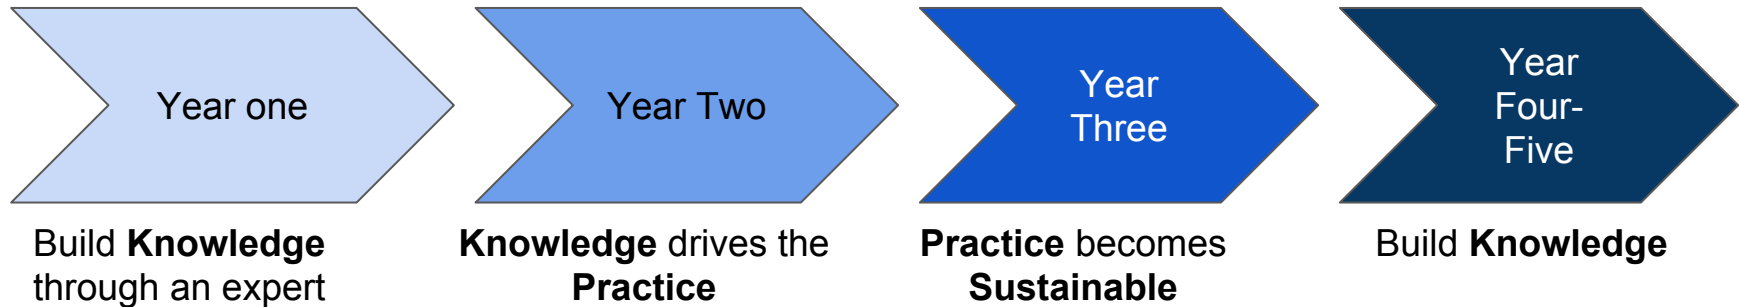 Year one
Build Knowledge
through an expert
Year Two
Knowledge drives the
Practice
Year
Three
Practice becomes
Sustainable
Year
Four-
Five
Build Knowledge